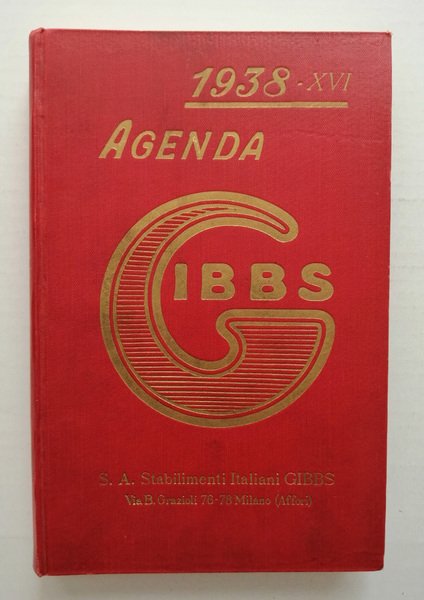 1938-XVI
AGENDA
GIBBS
S. A. Stabilimenti Italiani GIBBS
Via B. Grazioli 76-78 Milano (Affori)